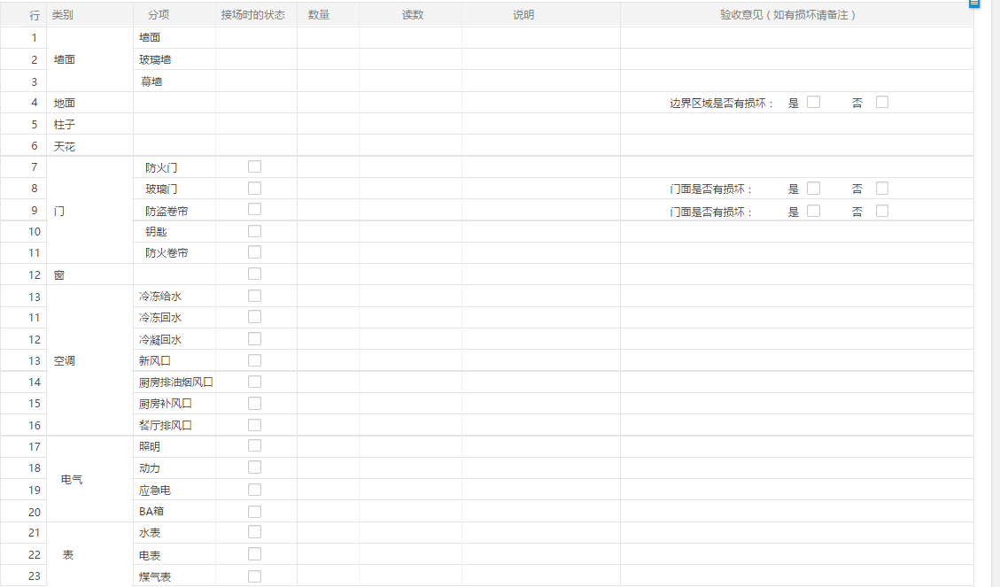 行 类别 分项 接场时的状态 数量 读数 说明 验收意见（如有损坏请备注）
1 墙面
2 墙面 玻璃墙
3 幕墙
4 地面 边界区域是否有损坏： 是 否
5 柱子
6 天花
7 防火门
8 玻璃门 门面是否有损坏： 是 否
9 门 防盗卷帘 门面是否有损坏： 是 否
10 钥匙
11 防火卷帘
12 窗
13 冷冻给水
11 冷冻回水
12 冷凝回水
13 空调 新风口
14 厨房排油烟风口
15 厨房补风口
16 餐厅排风口
17 照明
18 动力
电气
19 应急电
20 BA箱
21 水表
22 表 电表
23 煤气表